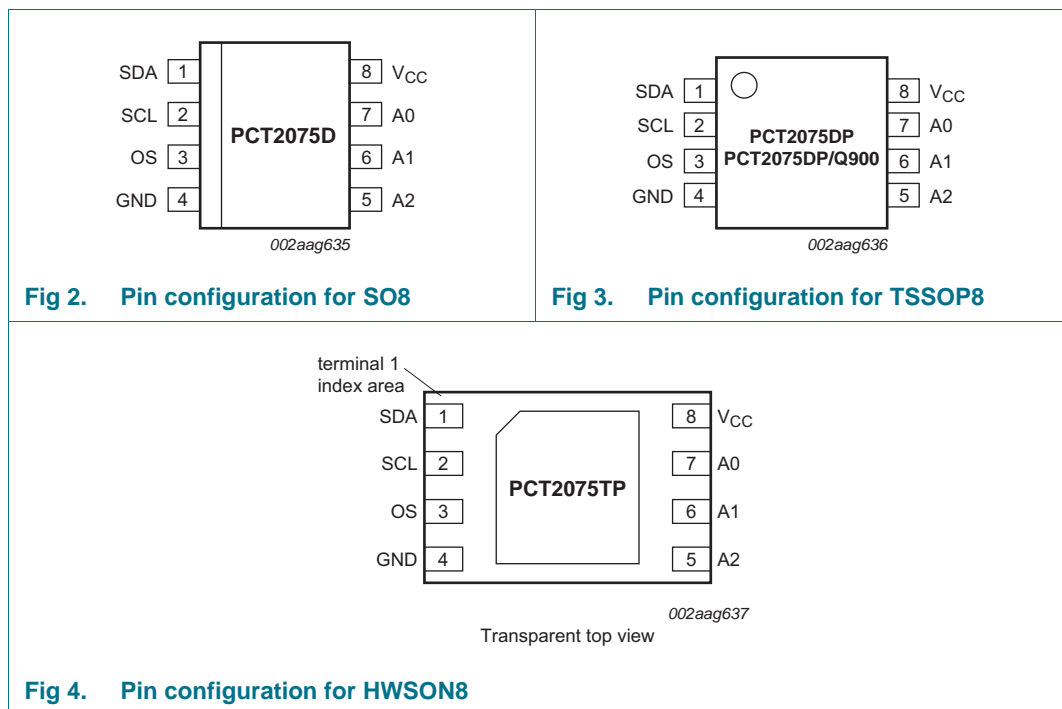 SDA 1 8 VCC
SCL 2 7 A0
PCT2075D
OS 3 6 A1
GND 4 5 A2
002aag635
Fig 2. Pin configuration for SO8
SDA 1 8 VCC
SCL 2 7 A0
PCT2075DP
OS 3 PCT2075DP/Q900 6 A1
GND 4 5 A2
002aag636
Fig 3. Pin configuration for TSSOP8
terminal 1
index area
SDA 1 8 VCC
SCL 2 7 A0
PCT2075TP
OS 3 6 A1
GND 4 5 A2
002aag637
Transparent top view
Fig 4. Pin configuration for HWSON8